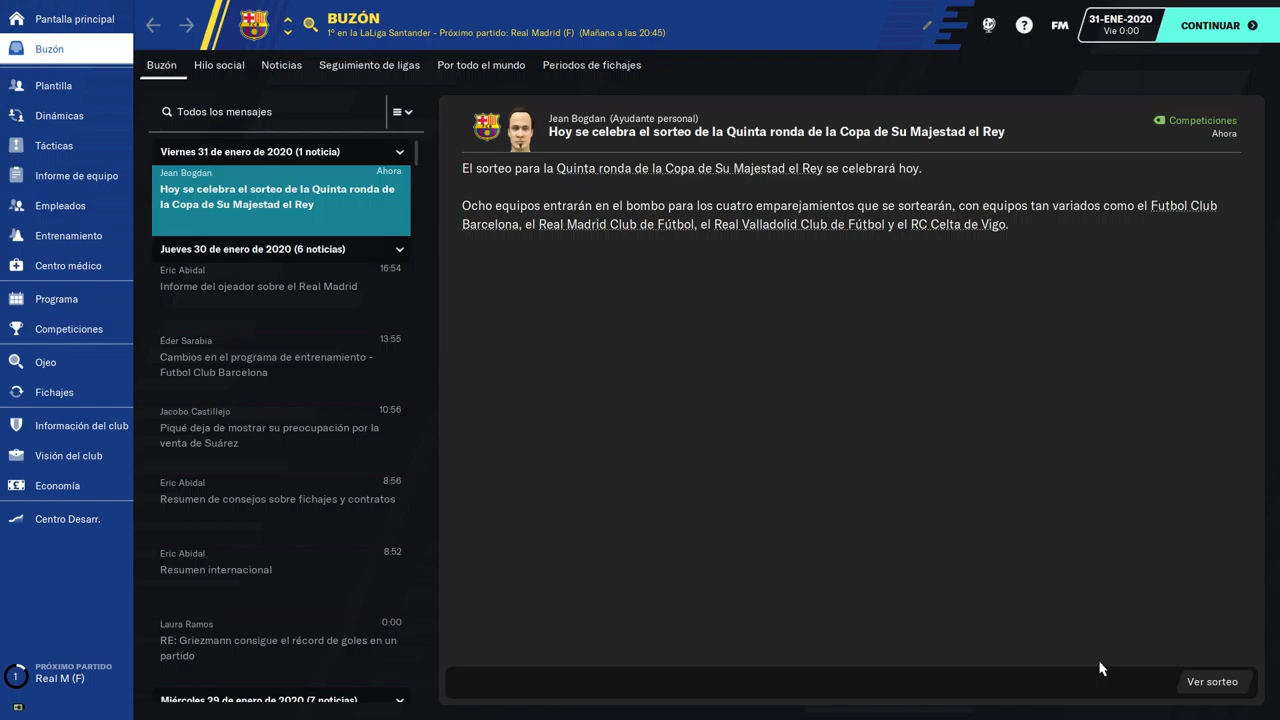 Pantalla principal
Buzón
Plantilla
Dinámicas
Tácticas
Informe de equipo
Empleados
Entrenamiento
Centro médico
Programa
Competiciones
Ojeo
Fichajes
Información del club
Visión del club
Economía
Centro Desarr.
1
PRÓXIMO PARTIDO
Real M (F)
BUZÓN
1º en la LaLiga Santander - Próximo partido: Real Madrid (F) (Mañana a las 20:45)
?
FM
31-ENE-2020
Vie 0:00
CONTINUAR
Buzón
Hilo social
Noticias
Seguimiento de ligas
Por todo el mundo
Periodos de fichajes
Todos los mensajes
Viernes 31 de enero de 2020 (1 noticia)
Jean Bogdan
Ahora
Hoy se celebra el sorteo de la Quinta ronda de
la Copa de Su Majestad el Rey
Jueves 30 de enero de 2020 (6 noticias)
Eric Abidal
16:54
Informe del ojeador sobre el Real Madrid
Éder Sarabia
13:55
Cambios en el programa de entrenamiento -
Futbol Club Barcelona
Jacobo Castillejo
10:56
Piqué deja de mostrar su preocupación por la
venta de Suárez
Eric Abidal
8:56
Resumen de consejos sobre fichajes y contratos
Eric Abidal
8:52
Resumen internacional
Laura Ramos
0:00
RE: Griezmann consigue el récord de goles en un
partido
Miércoles 29 de enero de 2020 (7 noticias)
Jean Bogdan (Ayudante personal)
Hoy se celebra el sorteo de la Quinta ronda de la Copa de Su Majestad el Rey
Competiciones
Ahora
El sorteo para la Quinta ronda de la Copa de Su Majestad el Rey se celebrará hoy.
Ocho equipos entrarán en el bombo para los cuatro emparejamientos que se sortearán, con equipos tan variados como el Futbol Club
Barcelona, el Real Madrid Club de Fútbol, el Real Valladolid Club de Fútbol y el RC Celta de Vigo.
Ver sorteo